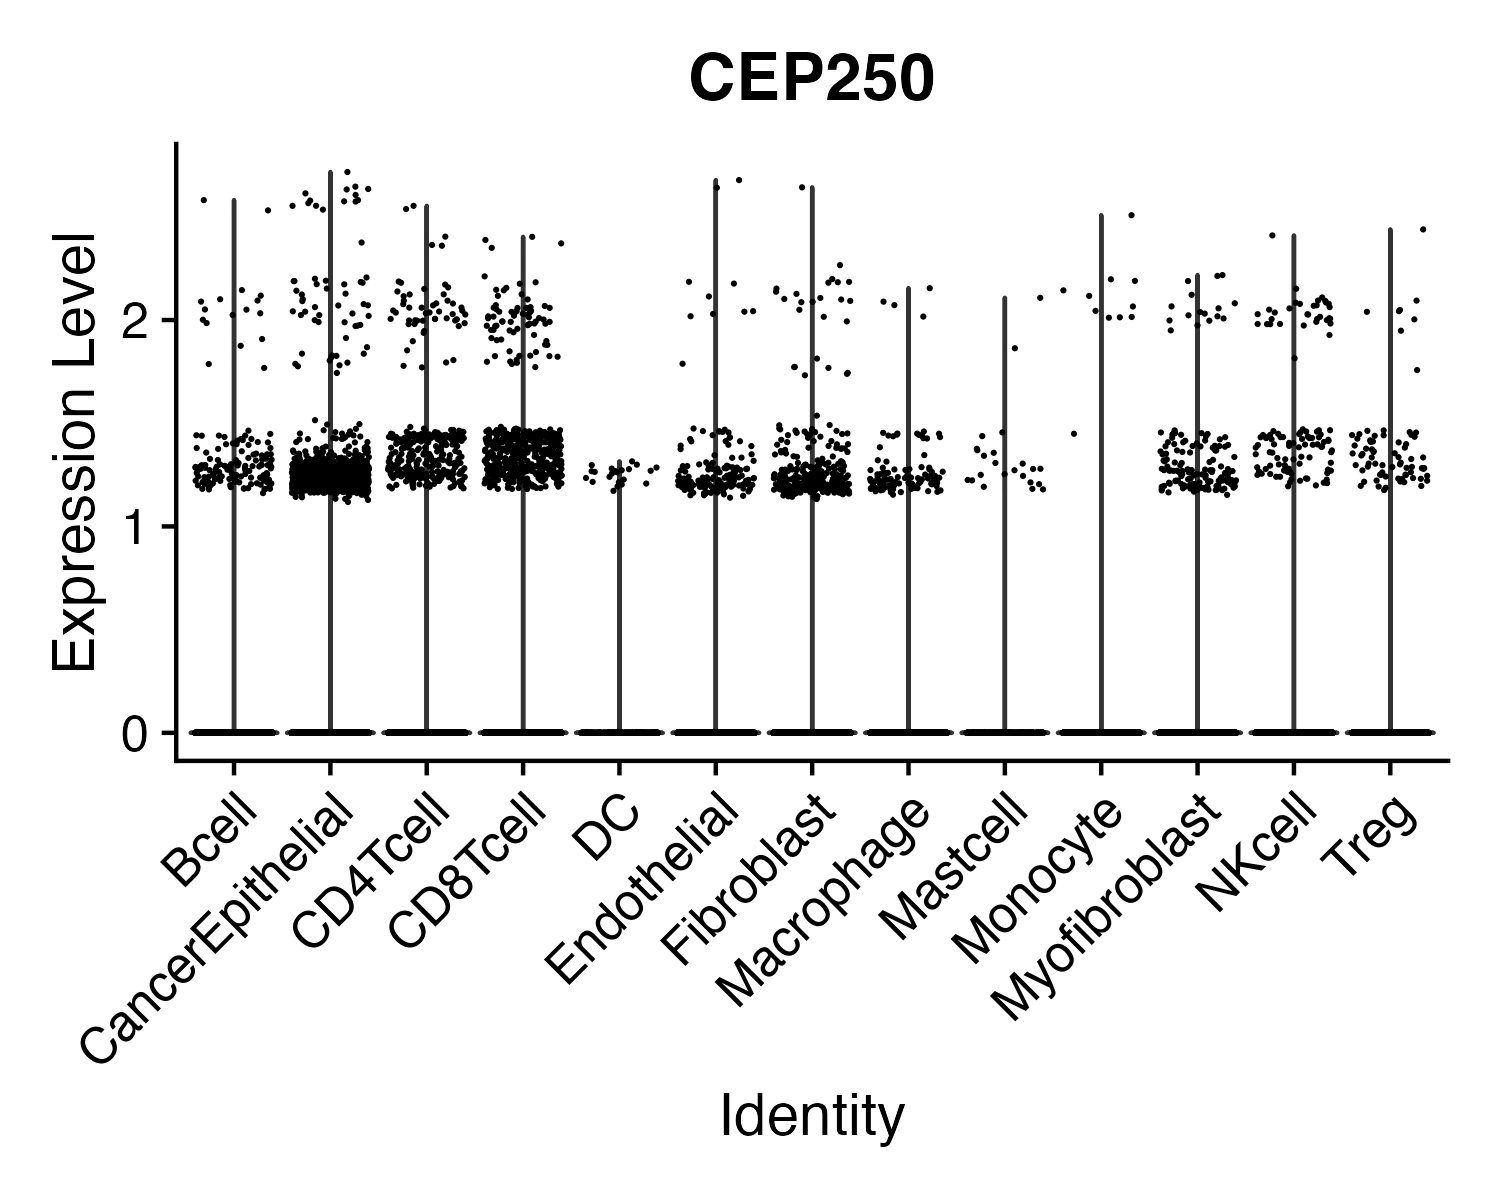 CEP250
Expression Level
2
1
0
Bcell
CancerEpithelial
CD4Tcell
CD8Tcell
DC
Endothelial
Fibroblast
Macrophage
Mastcell
Monocyte
Myofibroblast
NKcell
Treg
Identity